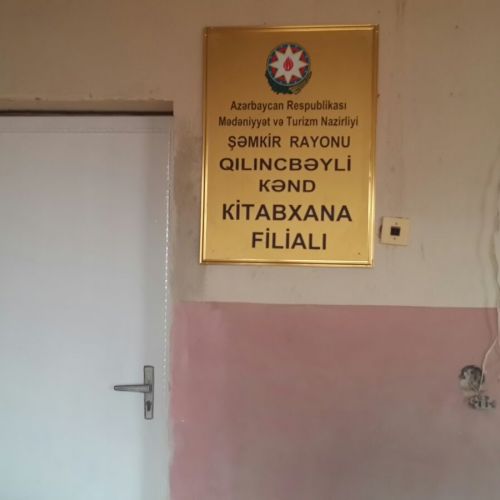 Azərbaycan Respublikası
Mədəniyyət və Turizm Nazirliyi
ŞƏMKİR RAYONU
QILINCBƏYLİ
KƏND
KİTABXANA
FİLİALI